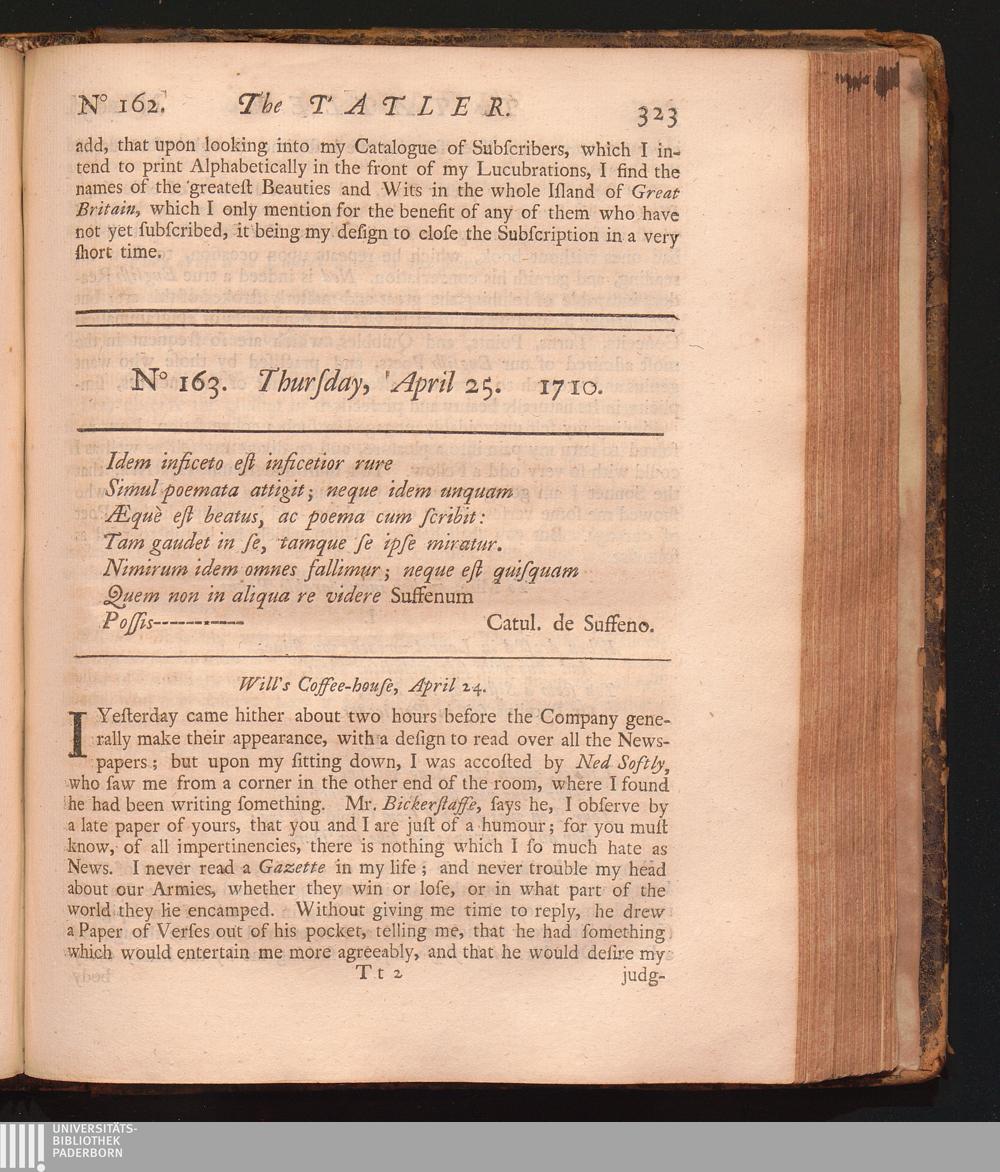 Nº 162. The TATLER. 323
add, that upon looking into my Catalogue of Subſcribers, which I in-
tend to print Alphabetically in the front of my Lucubrations, I find the
names of the greateſt Beauties and Wits in the whole Iſland of Great
Britain, which I only mention for the benefit of any of them who have
not yet ſubſcribed, it being my deſign to cloſe the Subſcription in a very
ſhort time.
Nº 163. Thurſday, April 25. 1710.
Idem inficeto eſt inficetior rure
Simul poemata attigit; neque idem unquam
Æquè eſt beatus, ac poema cum ſcribit:
Tam gaudet in ſe, tamque ſe ipſe miratur.
Nimirum idem omnes fallimur; neque eſt quiſquam
Quem non in aliqua re videre Suffenum
Poſſis----------- Catul. de Suffeno.
Will's Coffee-houſe, April 24.
I Yeſterday came hither about two hours before the Company gene-
rally make their appearance, with a deſign to read over all the News-
papers; but upon my ſitting down, I was accoſted by Ned Softly,
who ſaw me from a corner in the other end of the room, where I found
he had been writing ſomething. Mr. Bickerſtaffe, ſays he, I obſerve by
a late paper of yours, that you and I are juſt of a humour; for you muſt
know, of all impertinencies, there is nothing which I ſo much hate as
News. I never read a Gazette in my life; and never trouble my head
about our Armies, whether they win or loſe, or in what part of the
world they lie encamped. Without giving me time to reply, he drew
a Paper of Verſes out of his pocket, telling me, that he had ſomething
which would entertain me more agreeably, and that he would deſire my
T t 2 judg-
UNIVERSITÄTS-
BIBLIOTHEK
PADERBORN